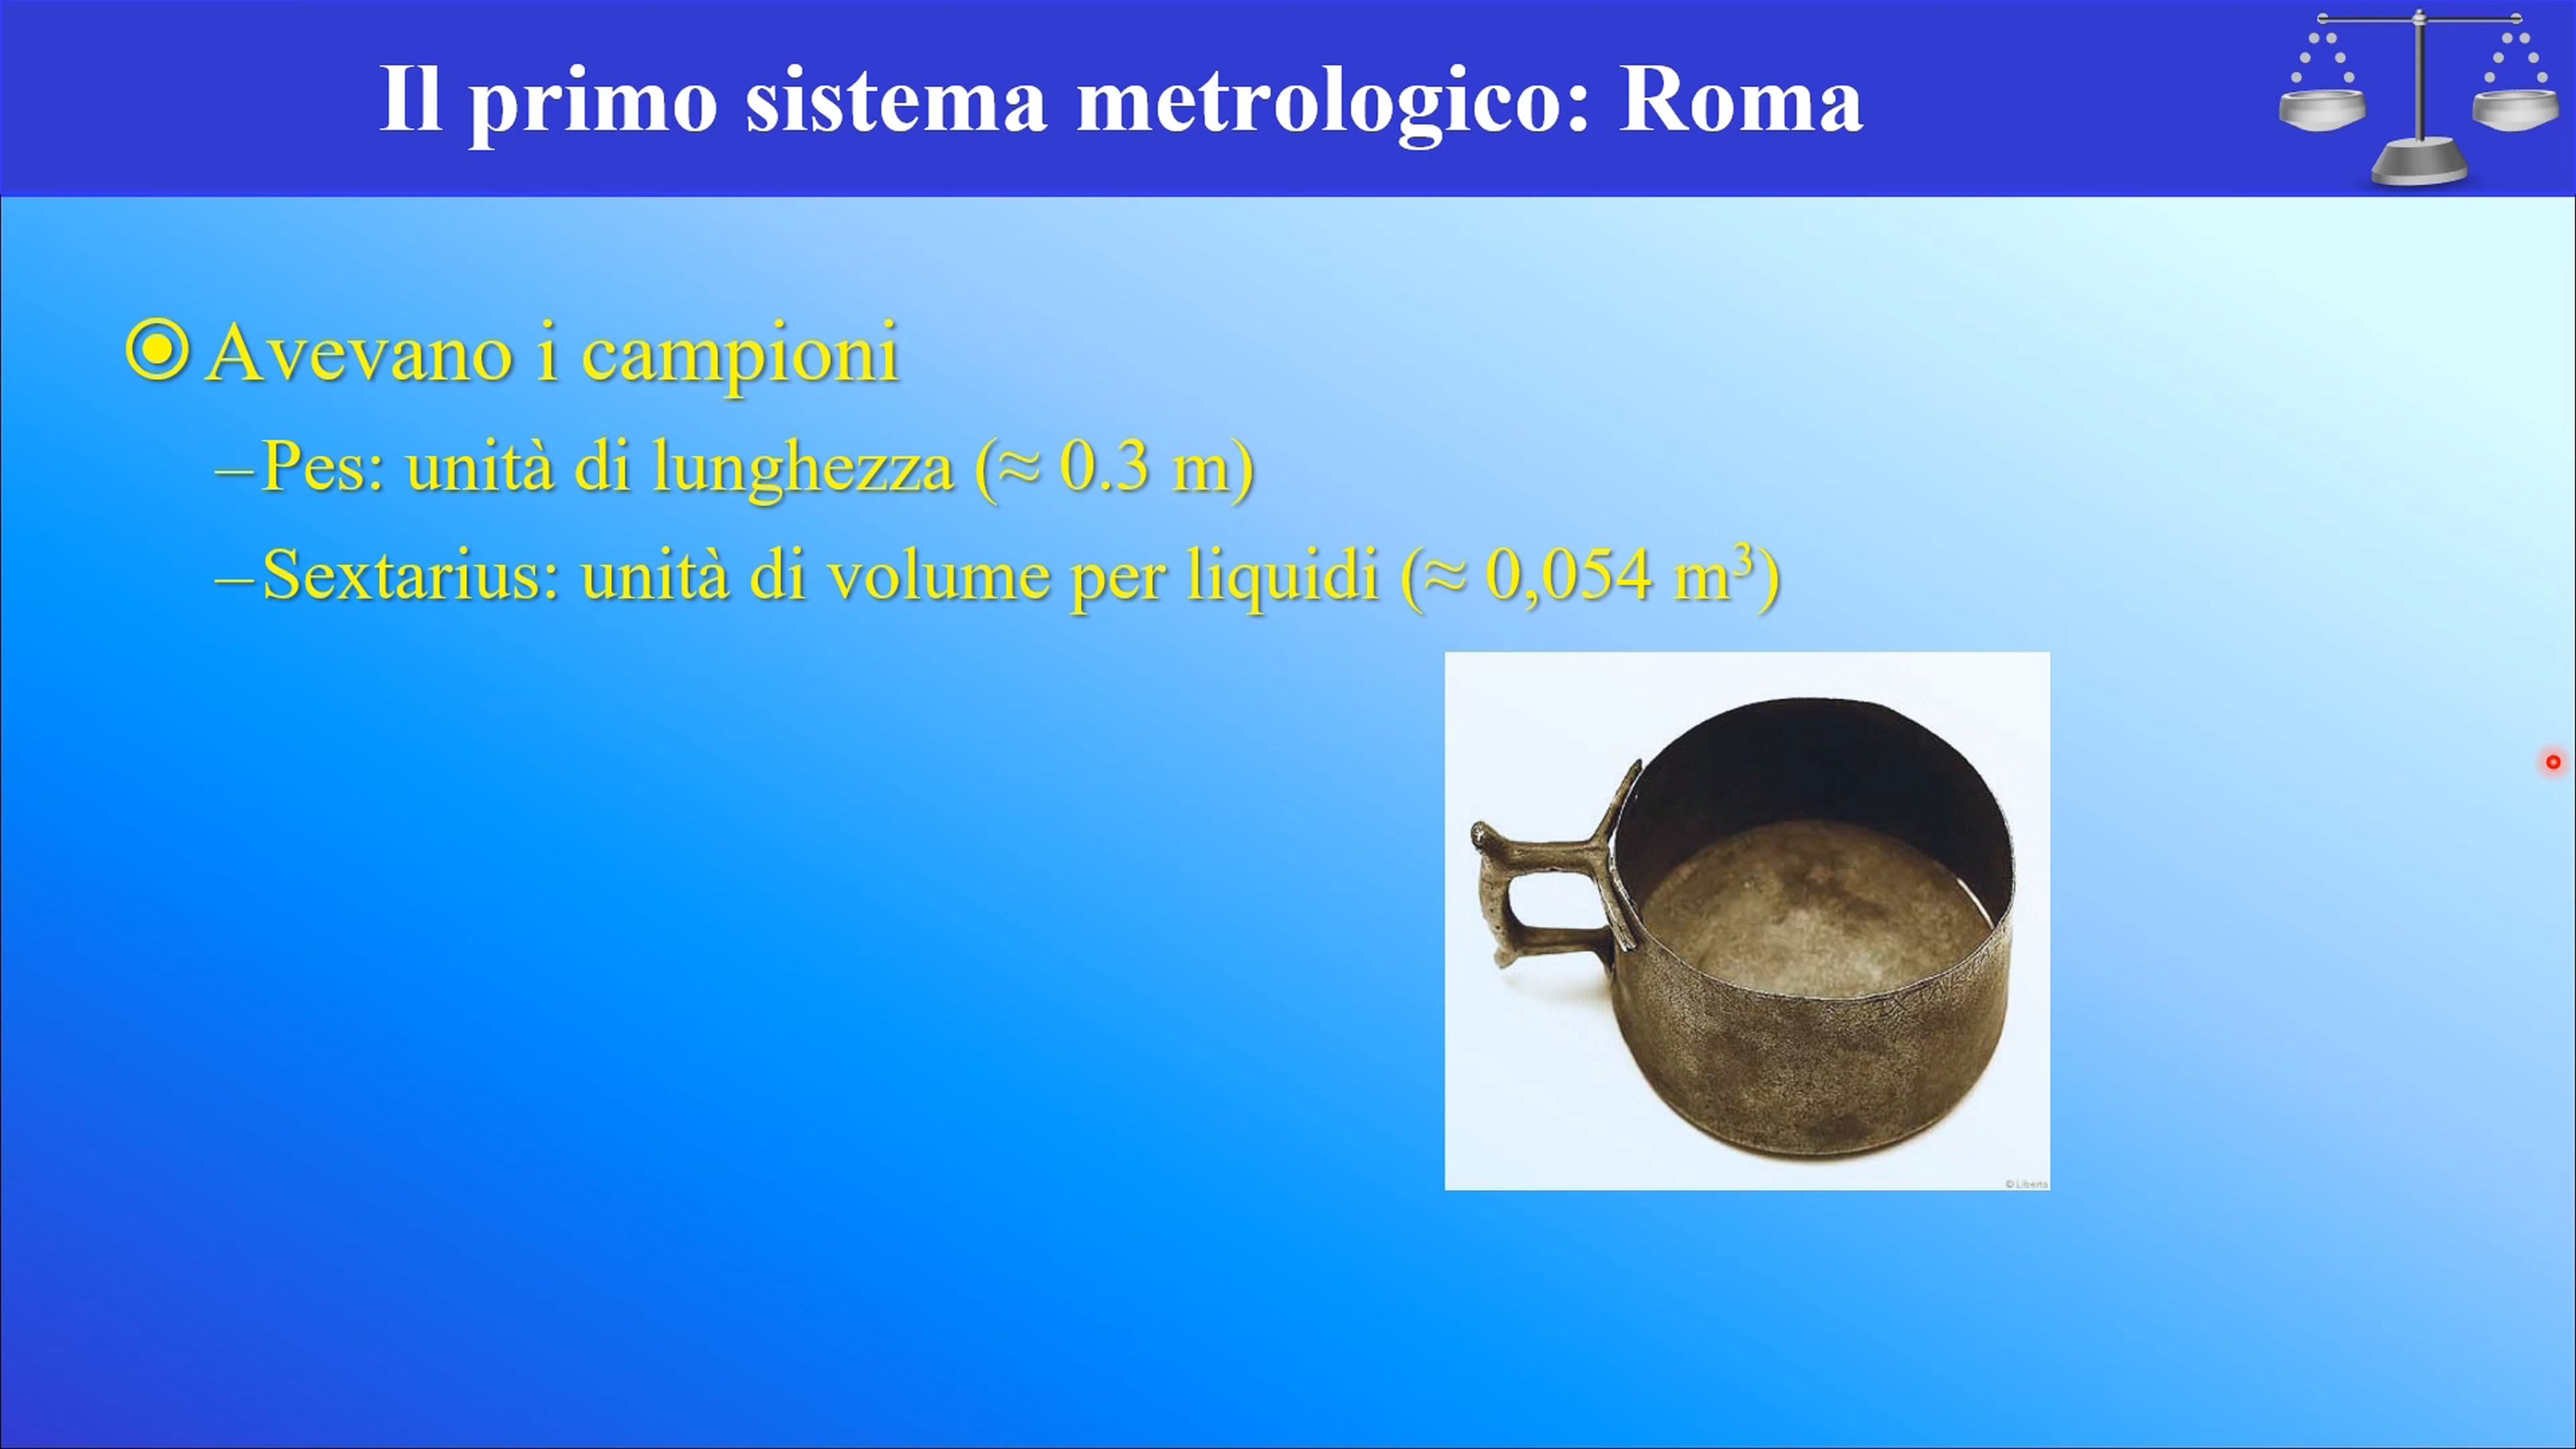 Il primo sistema metrologico: Roma
Avevano i campioni
–Pes: unità di lunghezza (≈ 0.3 m)
–Sextarius: unità di volume per liquidi (≈ 0,054 m³)